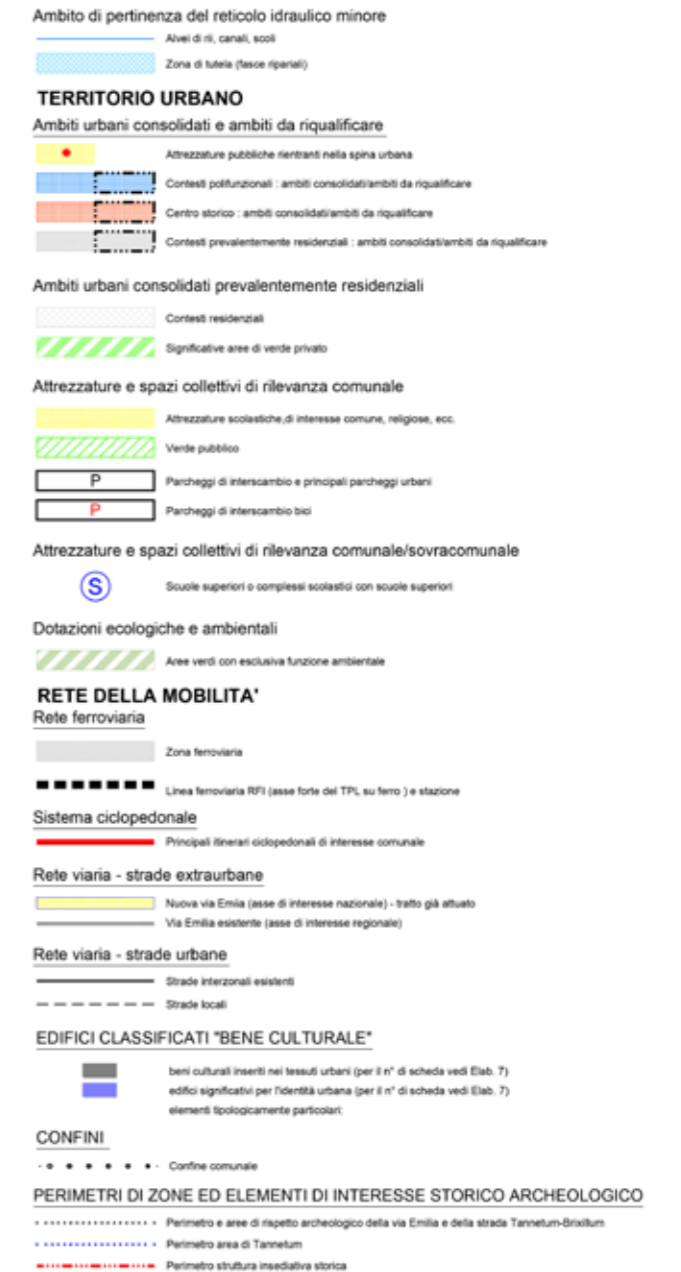 Ambito di pertinenza del reticolo idraulico minore
Alvei di rii, canali, scoli
Zona di tutela (fasce ripariali)
TERRITORIO URBANO
Ambiti urbani consolidati e ambiti da riqualificare
Attrezzature pubbliche rientranti nella spina urbana
Contesti polifunzionali : ambiti consolidati/ambiti da riqualificare
Centro storico : ambiti consolidati/ambiti da riqualificare
Contesti prevalentemente residenziali : ambiti consolidati/ambiti da riqualificare
Ambiti urbani consolidati prevalentemente residenziali
Contesti residenziali
Significative aree di verde privato
Attrezzature e spazi collettivi di rilevanza comunale
Attrezzature scolastiche,di interesse comune, religiose, ecc.
Verde pubblico
P Parcheggi di interscambio e principali parcheggi urbani
P Parcheggi di interscambio bici
Attrezzature e spazi collettivi di rilevanza comunale/sovracomunale
S Scuole superiori o complessi scolastici con scuole superiori
Dotazioni ecologiche e ambientali
Aree verdi con esclusiva funzione ambientale
RETE DELLA MOBILITA'
Rete ferroviaria
Zona ferroviaria
Linea ferroviaria RFI (asse forte del TPL su ferro ) e stazione
Sistema ciclopedonale
Principali itinerari ciclopedonali di interesse comunale
Rete viaria - strade extraurbane
Nuova via Emiia (asse di interesse nazionale) - tratto già attuato
Via Emilia esistente (asse di interesse regionale)
Rete viaria - strade urbane
Strade interzonali esistenti
Strade locali
EDIFICI CLASSIFICATI "BENE CULTURALE"
beni culturali inseriti nei tessuti urbani (per il n° di scheda vedi Elab. 7)
edifici significativi per l'identità urbana (per il n° di scheda vedi Elab. 7)
elementi tipologicamente particolari:
CONFINI
Confine comunale
PERIMETRI DI ZONE ED ELEMENTI DI INTERESSE STORICO ARCHEOLOGICO
Perimetro e aree di rispetto archeologico della via Emilia e della strada Tannetum-Brixillum
Perimetro area di Tannetum
Perimetro struttura insediativa storica